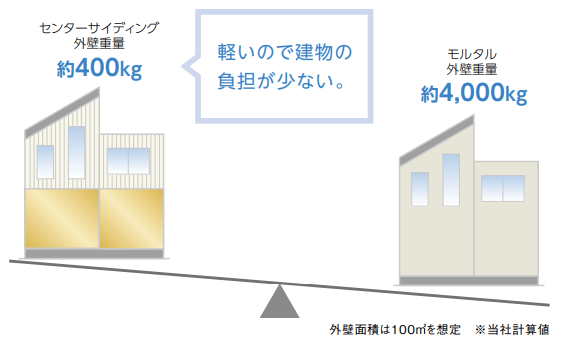 センターサイディング
外壁重量
約400kg
軽いので建物の
負担が少ない。
モルタル
外壁重量
約4,000kg
外壁面積は100㎡を想定　※当社計算値